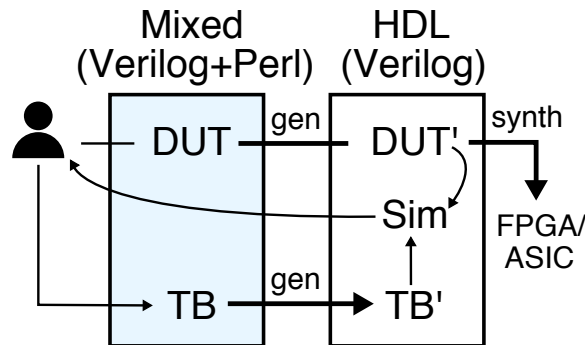 Mixed
(Verilog+Perl)
HDL
(Verilog)
DUT
gen
DUT'
synth
Sim
FPGA/
ASIC
TB
gen
TB'